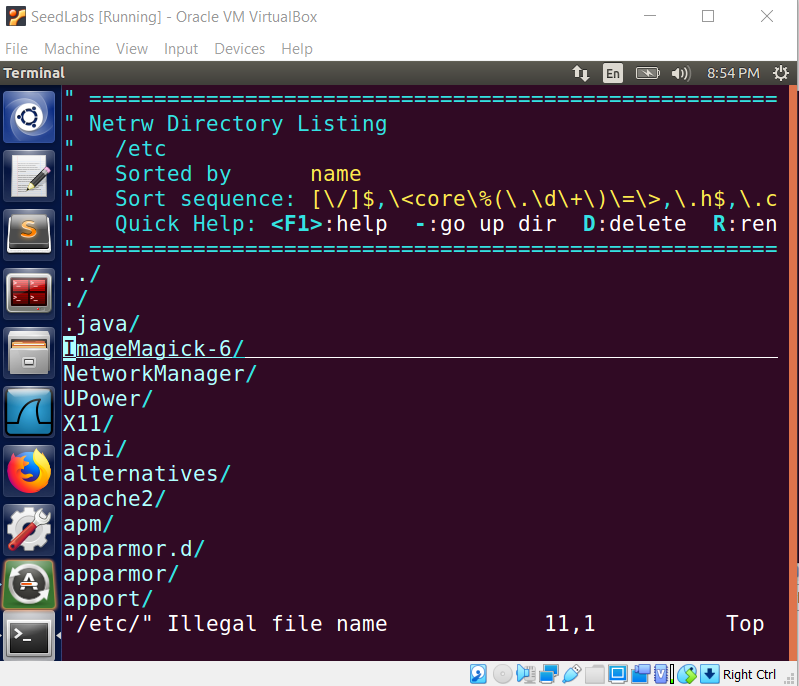 SeedLabs [Running] - Oracle VM VirtualBox
File Machine View Input Devices Help
Terminal En 8:54 PM
" =====================================================
" Netrw Directory Listing
"   /etc
"   Sorted by      name
"   Sort sequence: [\/]$,\<core\%(\.\d\+\)\=\>,\.h$,\.c
"   Quick Help: <F1>:help  -:go up dir  D:delete  R:ren
" =====================================================
../
./
.java/
ImageMagick-6/
NetworkManager/
UPower/
X11/
acpi/
alternatives/
apache2/
apm/
apparmor.d/
apparmor/
apport/
"/etc/" Illegal file name 11,1 Top
Right Ctrl